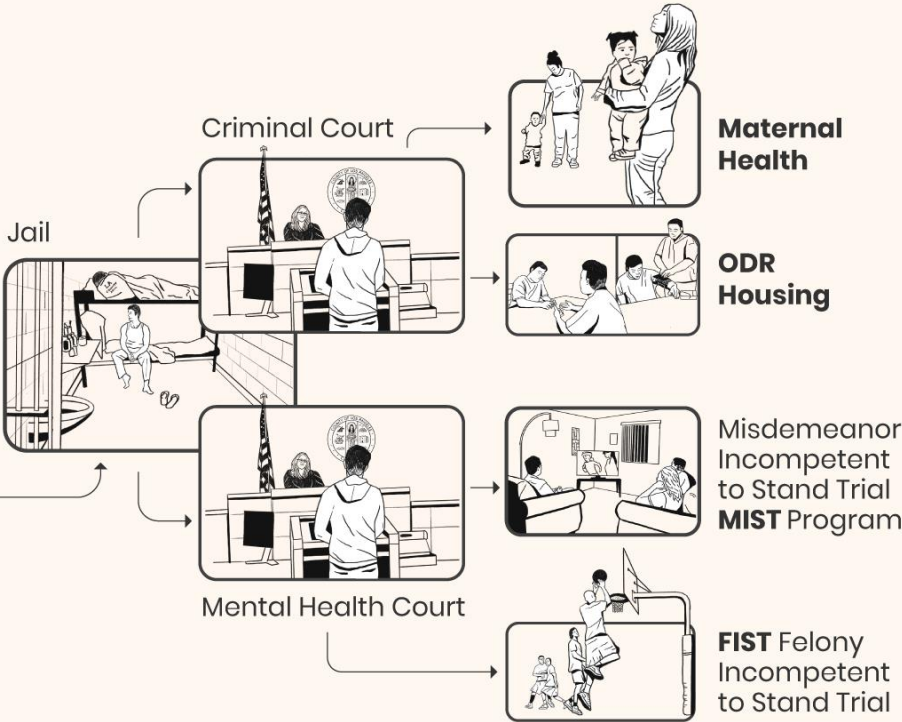 Criminal Court
Maternal
Health
Jail
ODR
Housing
Misdemeanor
Incompetent
to Stand Trial
MIST Program
Mental Health Court
FIST Felony
Incompetent
to Stand Trial